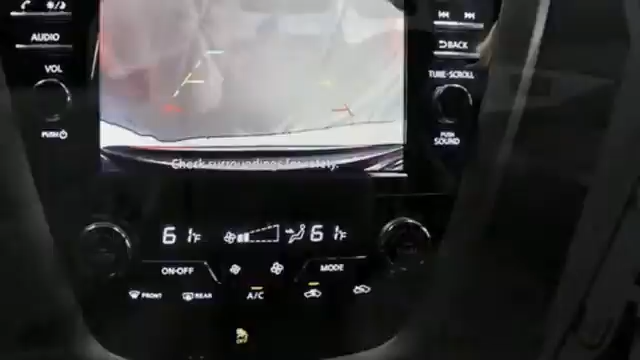 AUDIO
BACK
VOL
TUNE·SCROLL
PUSH
PUSH
SOUND
Check surroundings for safety.
61°F
61°F
ON·OFF
MODE
FRONT
REAR
A/C
OFF